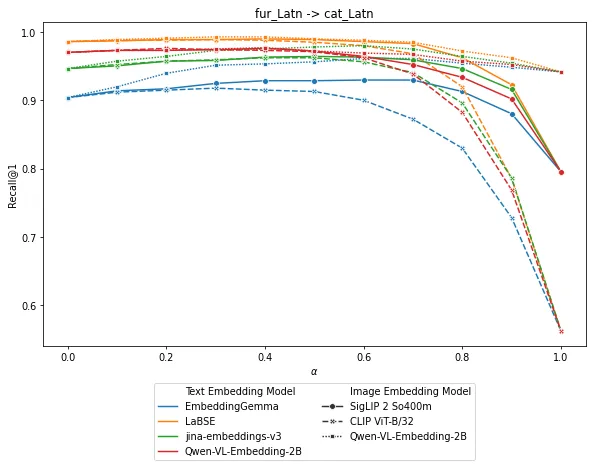 fur_Latn -> cat_Latn
1.0
0.9
0.8
0.7
0.6
Recall@1
0.0
0.2
0.4
0.6
0.8
1.0
α
Text Embedding Model
EmbeddingGemma
LaBSE
jina-embeddings-v3
Qwen-VL-Embedding-2B
Image Embedding Model
SigLIP 2 So400m
CLIP ViT-B/32
Qwen-VL-Embedding-2B